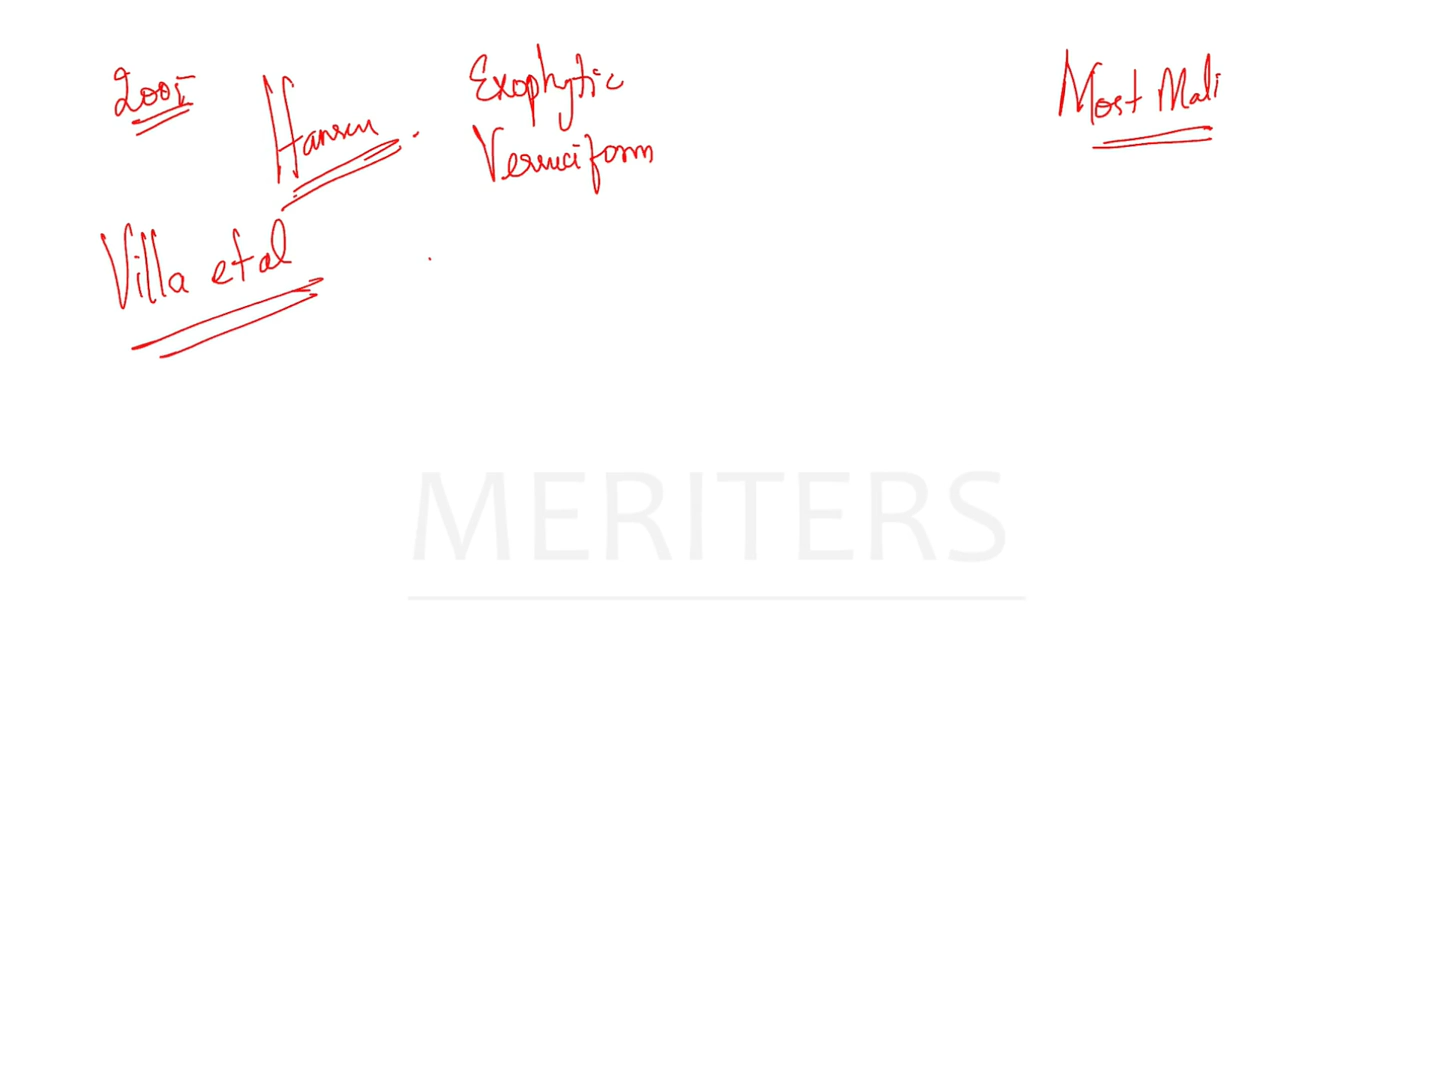 2005
Hansen
Exophytic
Verruciform
Most Mali
Villa et al
MERITERS